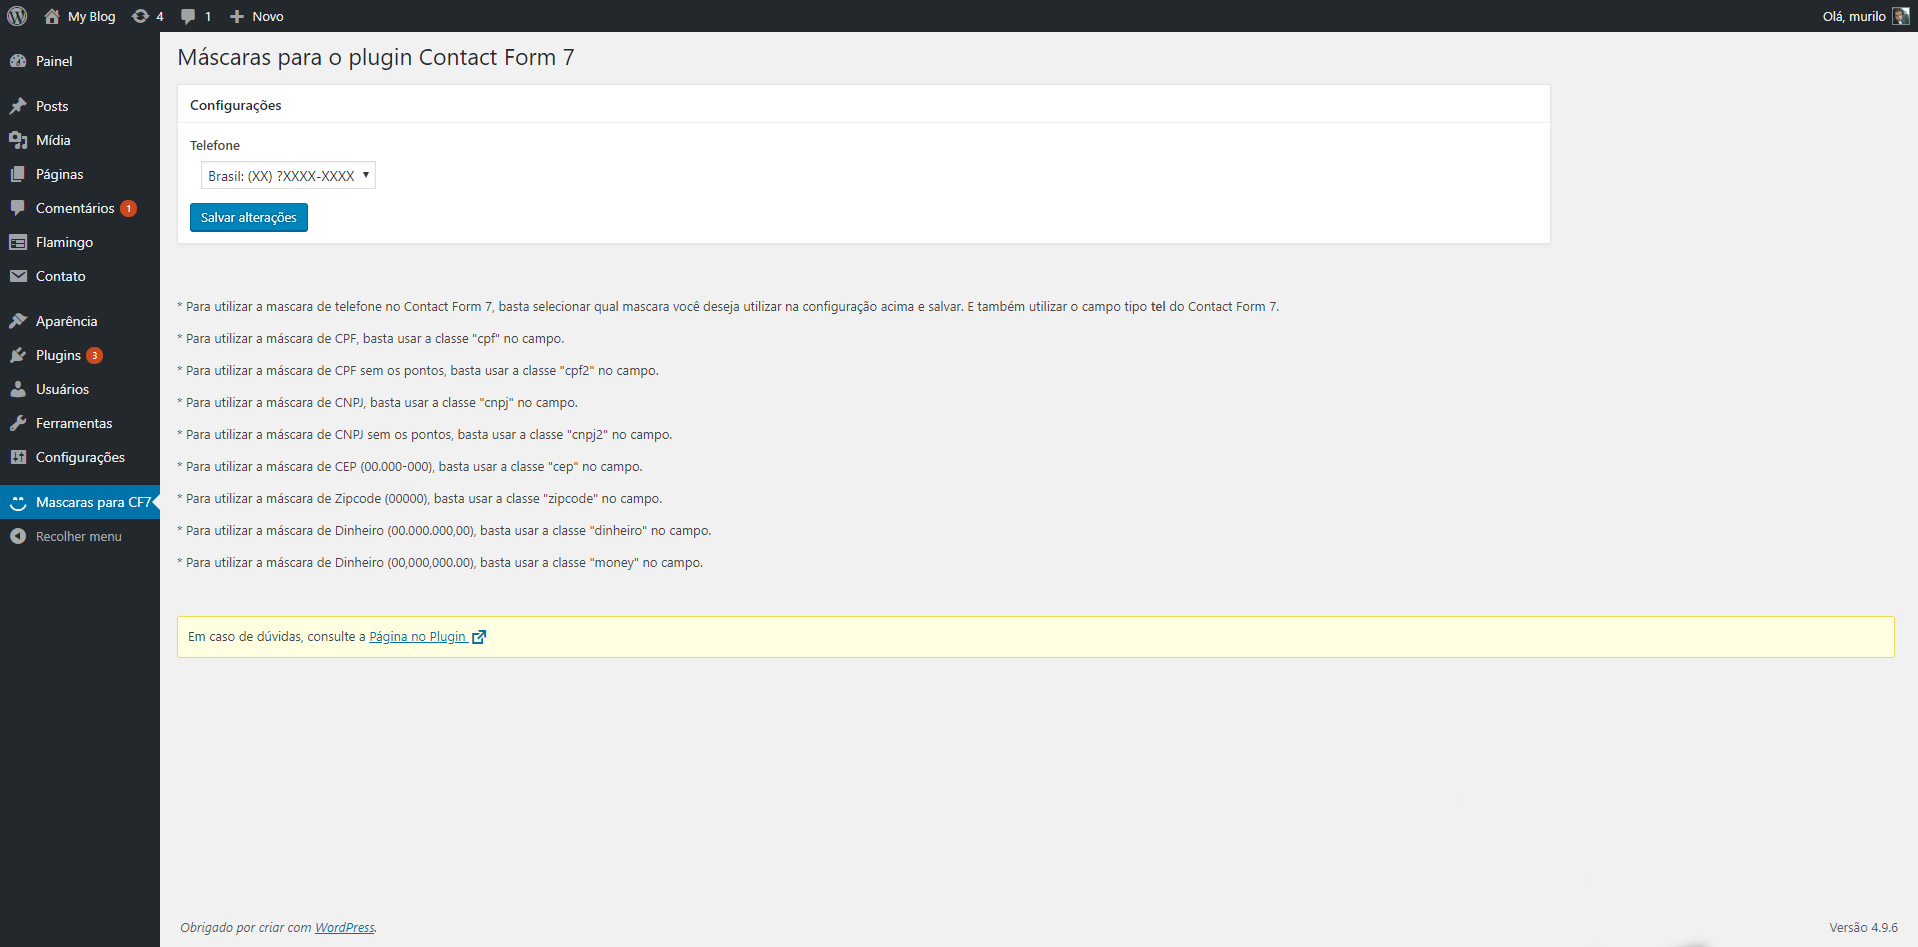 My Blog 4 1 Novo Olá, murilo
Painel
Posts
Mídia
Páginas
Comentários 1
Flamingo
Contato
Aparência
Plugins 3
Usuários
Ferramentas
Configurações
Mascaras para CF7
Recolher menu
Máscaras para o plugin Contact Form 7
Configurações
Telefone
Brasil: (XX) ?XXXX-XXXX
Salvar alterações
* Para utilizar a mascara de telefone no Contact Form 7, basta selecionar qual mascara você deseja utilizar na configuração acima e salvar. E também utilizar o campo tipo tel do Contact Form 7.
* Para utilizar a máscara de CPF, basta usar a classe "cpf" no campo.
* Para utilizar a máscara de CPF sem os pontos, basta usar a classe "cpf2" no campo.
* Para utilizar a máscara de CNPJ, basta usar a classe "cnpj" no campo.
* Para utilizar a máscara de CNPJ sem os pontos, basta usar a classe "cnpj2" no campo.
* Para utilizar a máscara de CEP (00.000-000), basta usar a classe "cep" no campo.
* Para utilizar a máscara de Zipcode (00000), basta usar a classe "zipcode" no campo.
* Para utilizar a máscara de Dinheiro (00.000.000,00), basta usar a classe "dinheiro" no campo.
* Para utilizar a máscara de Dinheiro (00,000,000.00), basta usar a classe "money" no campo.
Em caso de dúvidas, consulte a Página no Plugin
Obrigado por criar com WordPress.
Versão 4.9.6